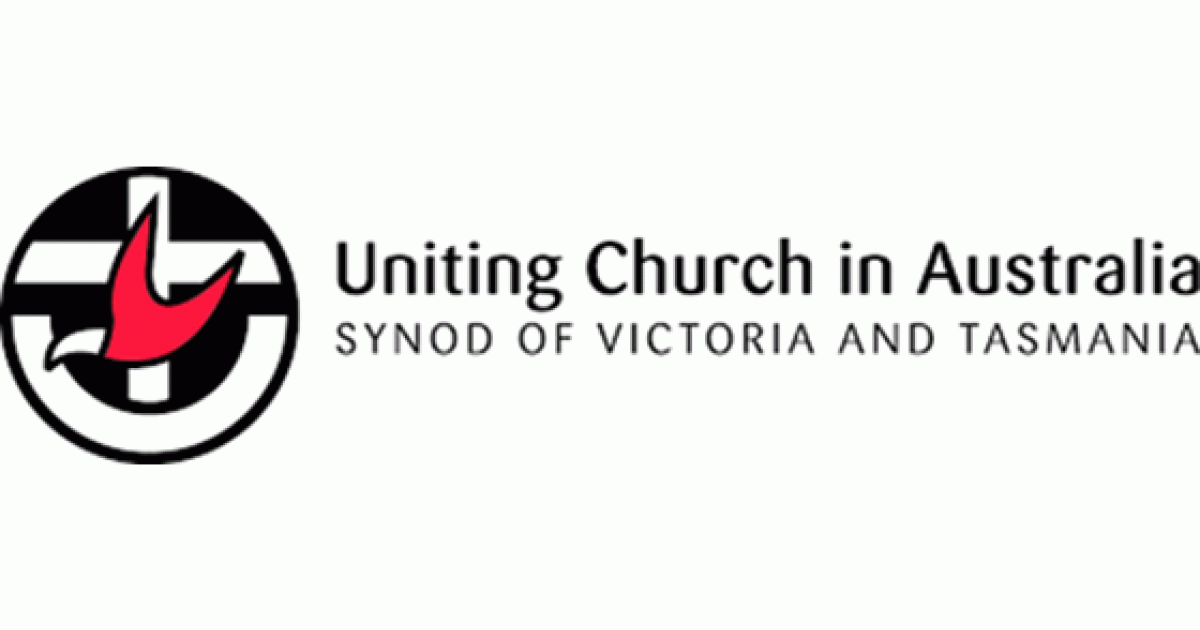 Uniting Church in Australia
SYNOD OF VICTORIA AND TASMANIA